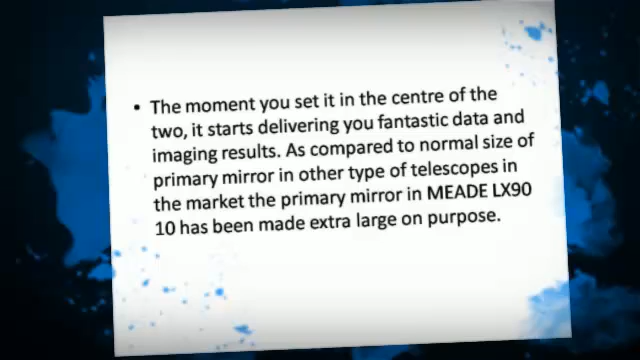 • The moment you set it in the centre of the
two, it starts delivering you fantastic data and
imaging results. As compared to normal size of
primary mirror in other type of telescopes in
the market the primary mirror in MEADE LX90
10 has been made extra large on purpose.